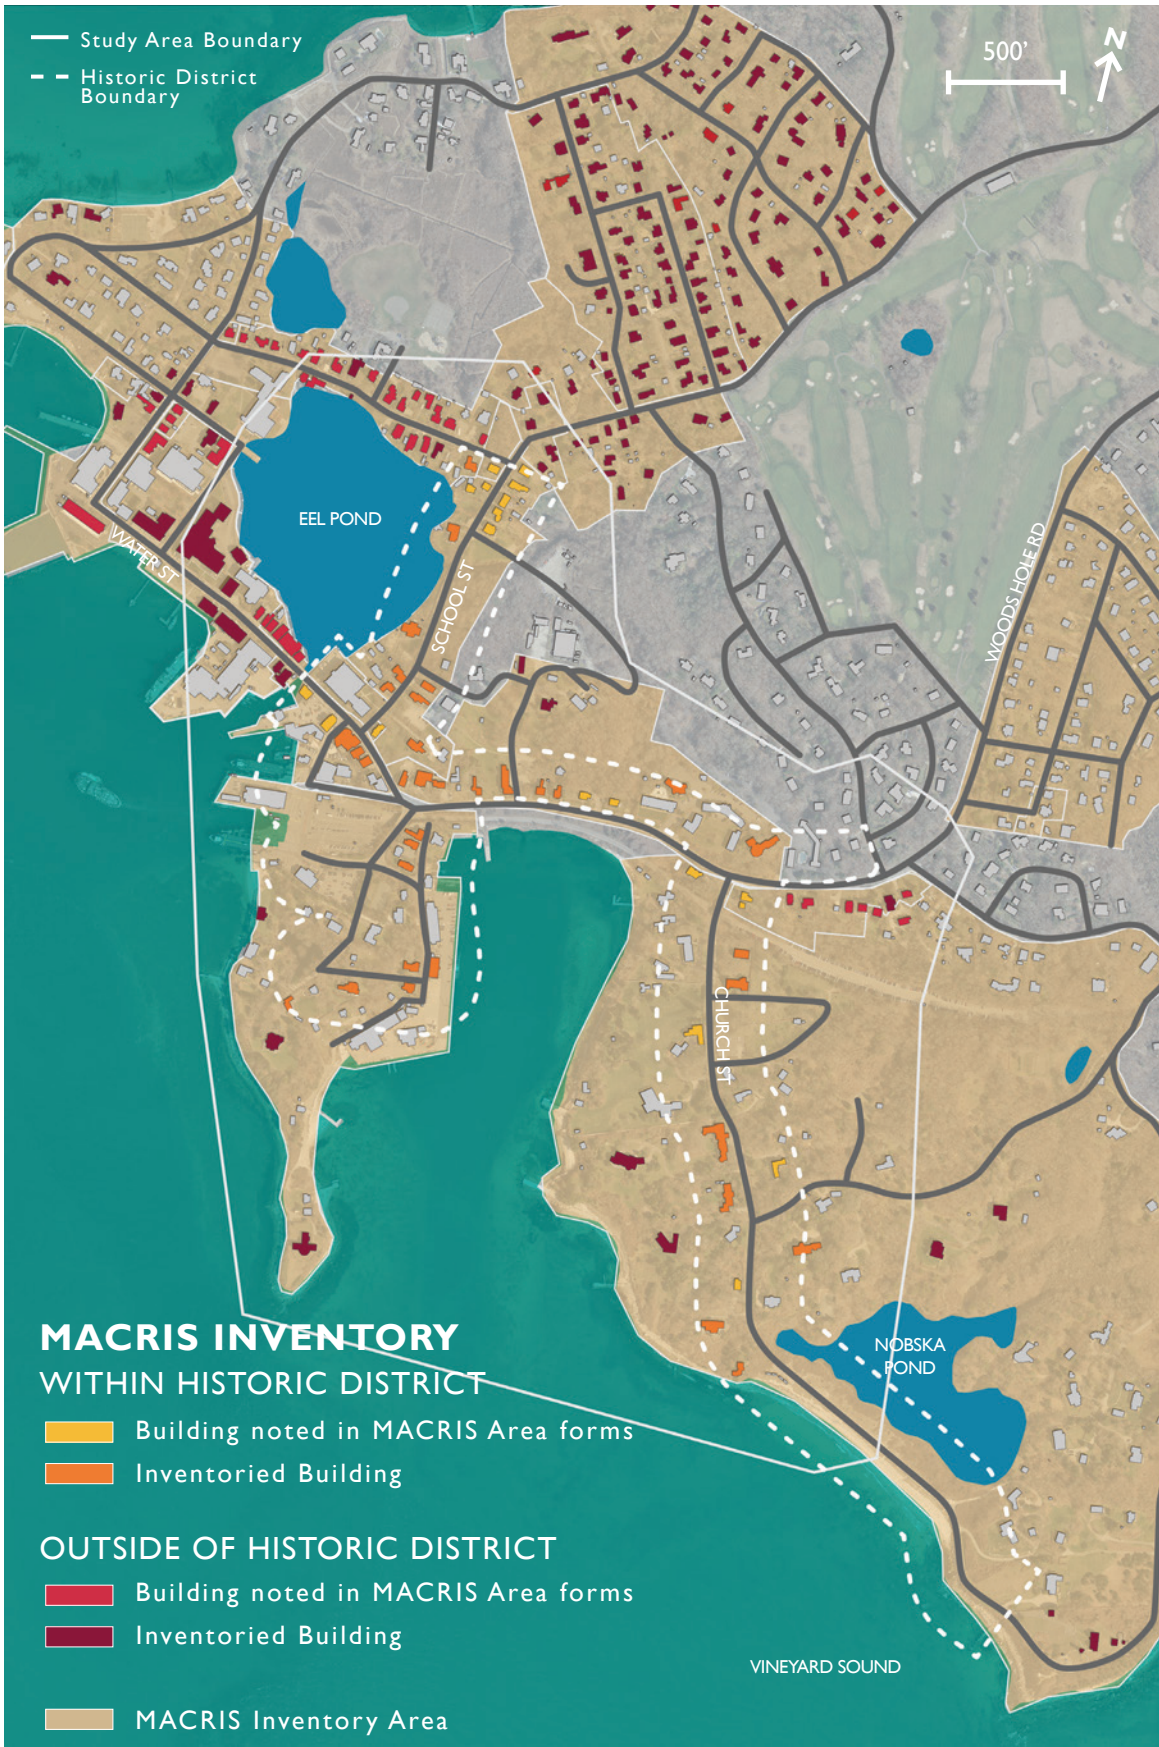 Study Area Boundary
Historic District
Boundary
500'
N
EEL POND
WATER ST
SCHOOL ST
WOODS HOLE RD
CHURCH ST
NOBSKA
POND
MACRIS INVENTORY
WITHIN HISTORIC DISTRICT
Building noted in MACRIS Area forms
Inventoried Building
OUTSIDE OF HISTORIC DISTRICT
Building noted in MACRIS Area forms
Inventoried Building
MACRIS Inventory Area
VINEYARD SOUND